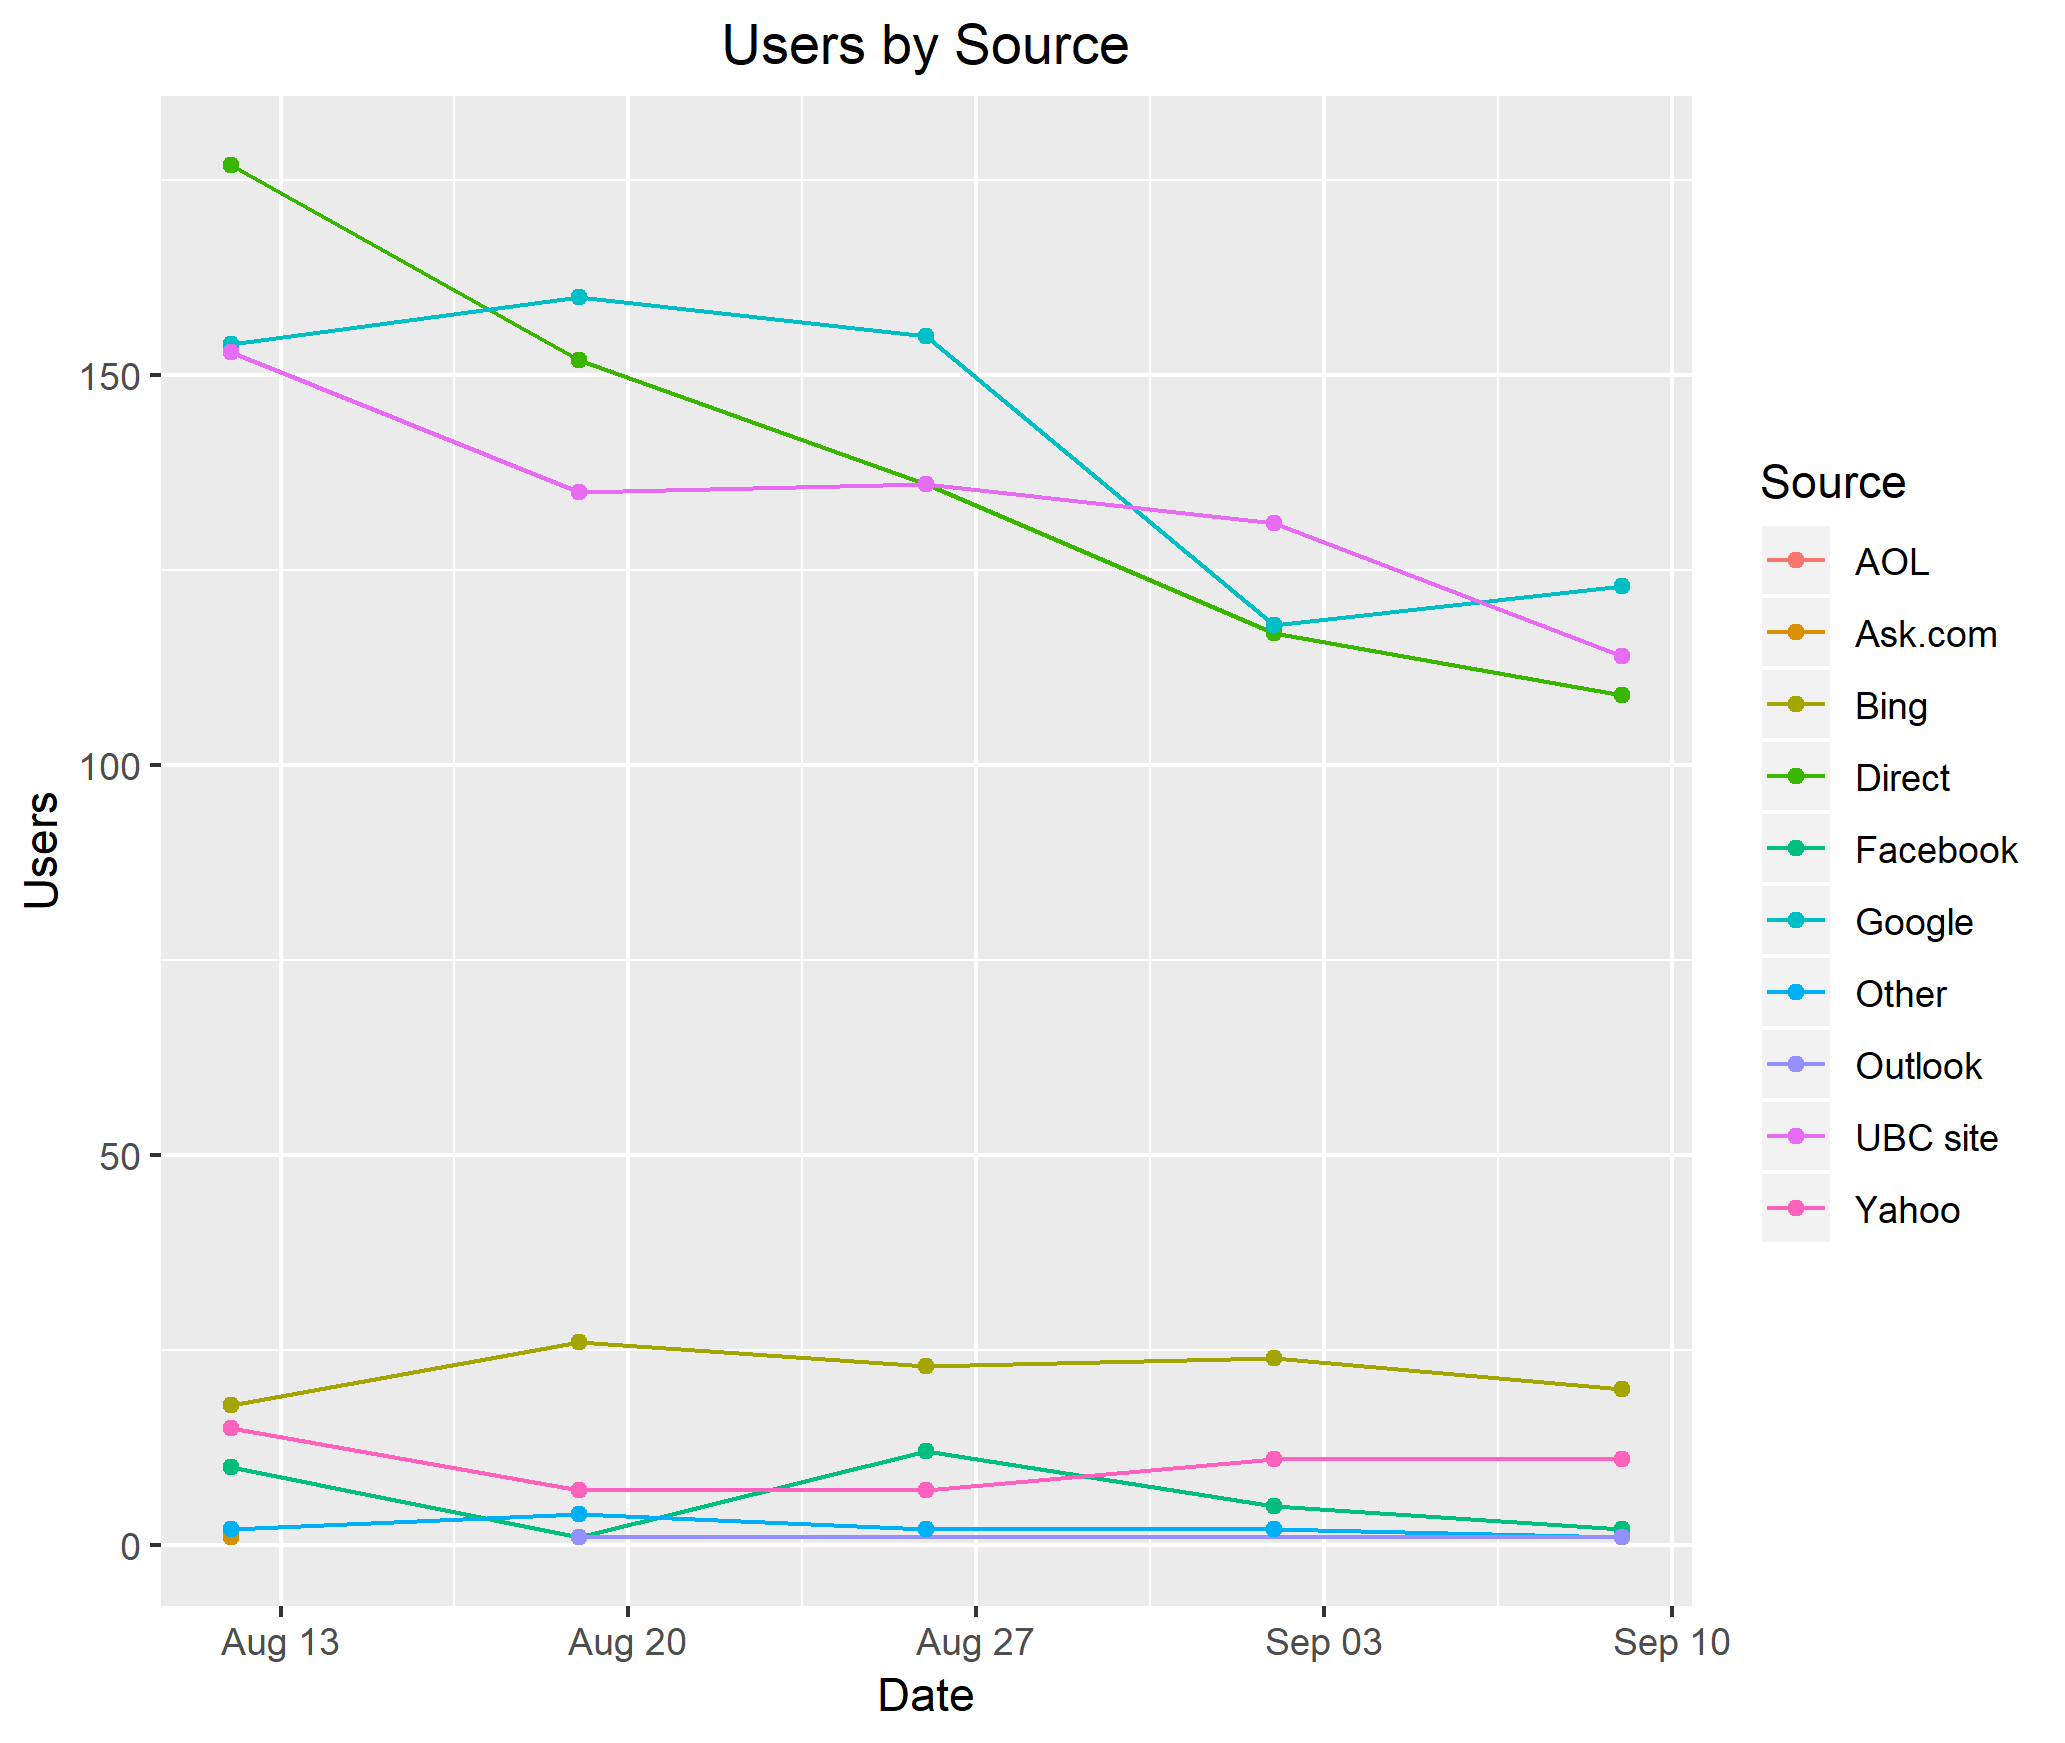 Users by Source
150
100
50
0
Users
Aug 13
Aug 20
Aug 27
Sep 03
Sep 10
Date
Source
AOL
Ask.com
Bing
Direct
Facebook
Google
Other
Outlook
UBC site
Yahoo